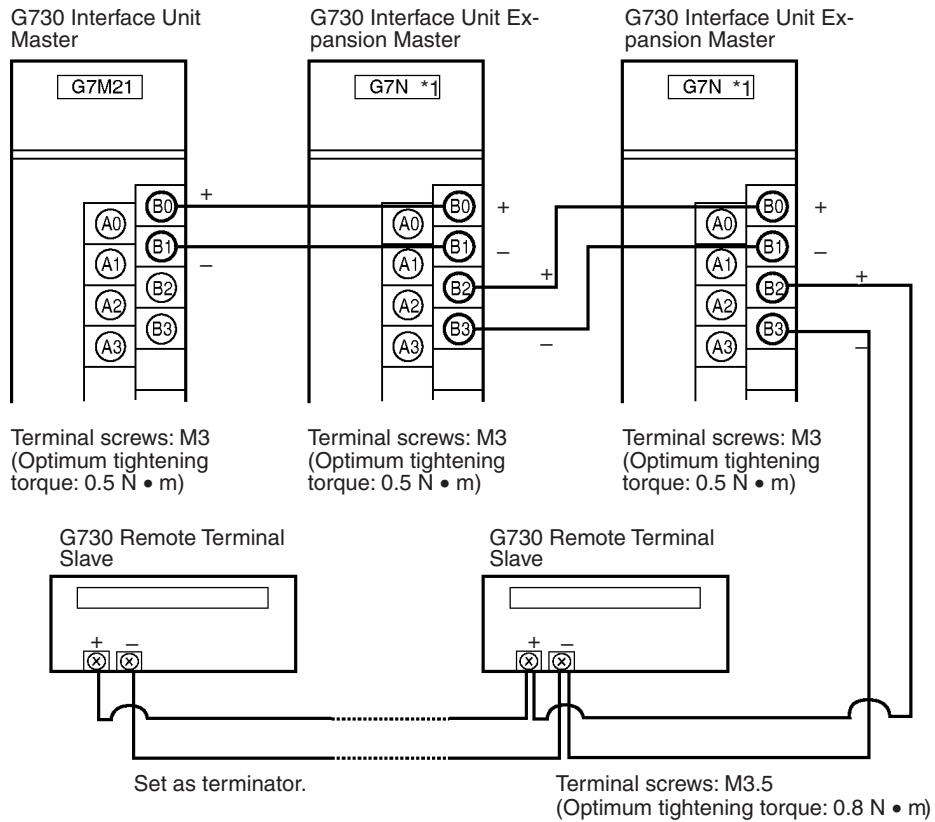 G730 Interface Unit
Master
G730 Interface Unit Ex-
pansion Master
G730 Interface Unit Ex-
pansion Master
G7M21
G7N *1
G7N *1
B0
+
A0
B1
–
A1
B2
A2
B3
A3
B0
+
A0
B1
–
A1
B2
+
A2
B3
–
A3
B0
+
A0
B1
–
A1
B2
+
A2
B3
–
A3
Terminal screws: M3
(Optimum tightening
torque: 0.5 N • m)
Terminal screws: M3
(Optimum tightening
torque: 0.5 N • m)
Terminal screws: M3
(Optimum tightening
torque: 0.5 N • m)
G730 Remote Terminal
Slave
G730 Remote Terminal
Slave
+ –
+ –
Set as terminator.
Terminal screws: M3.5
(Optimum tightening torque: 0.8 N • m)